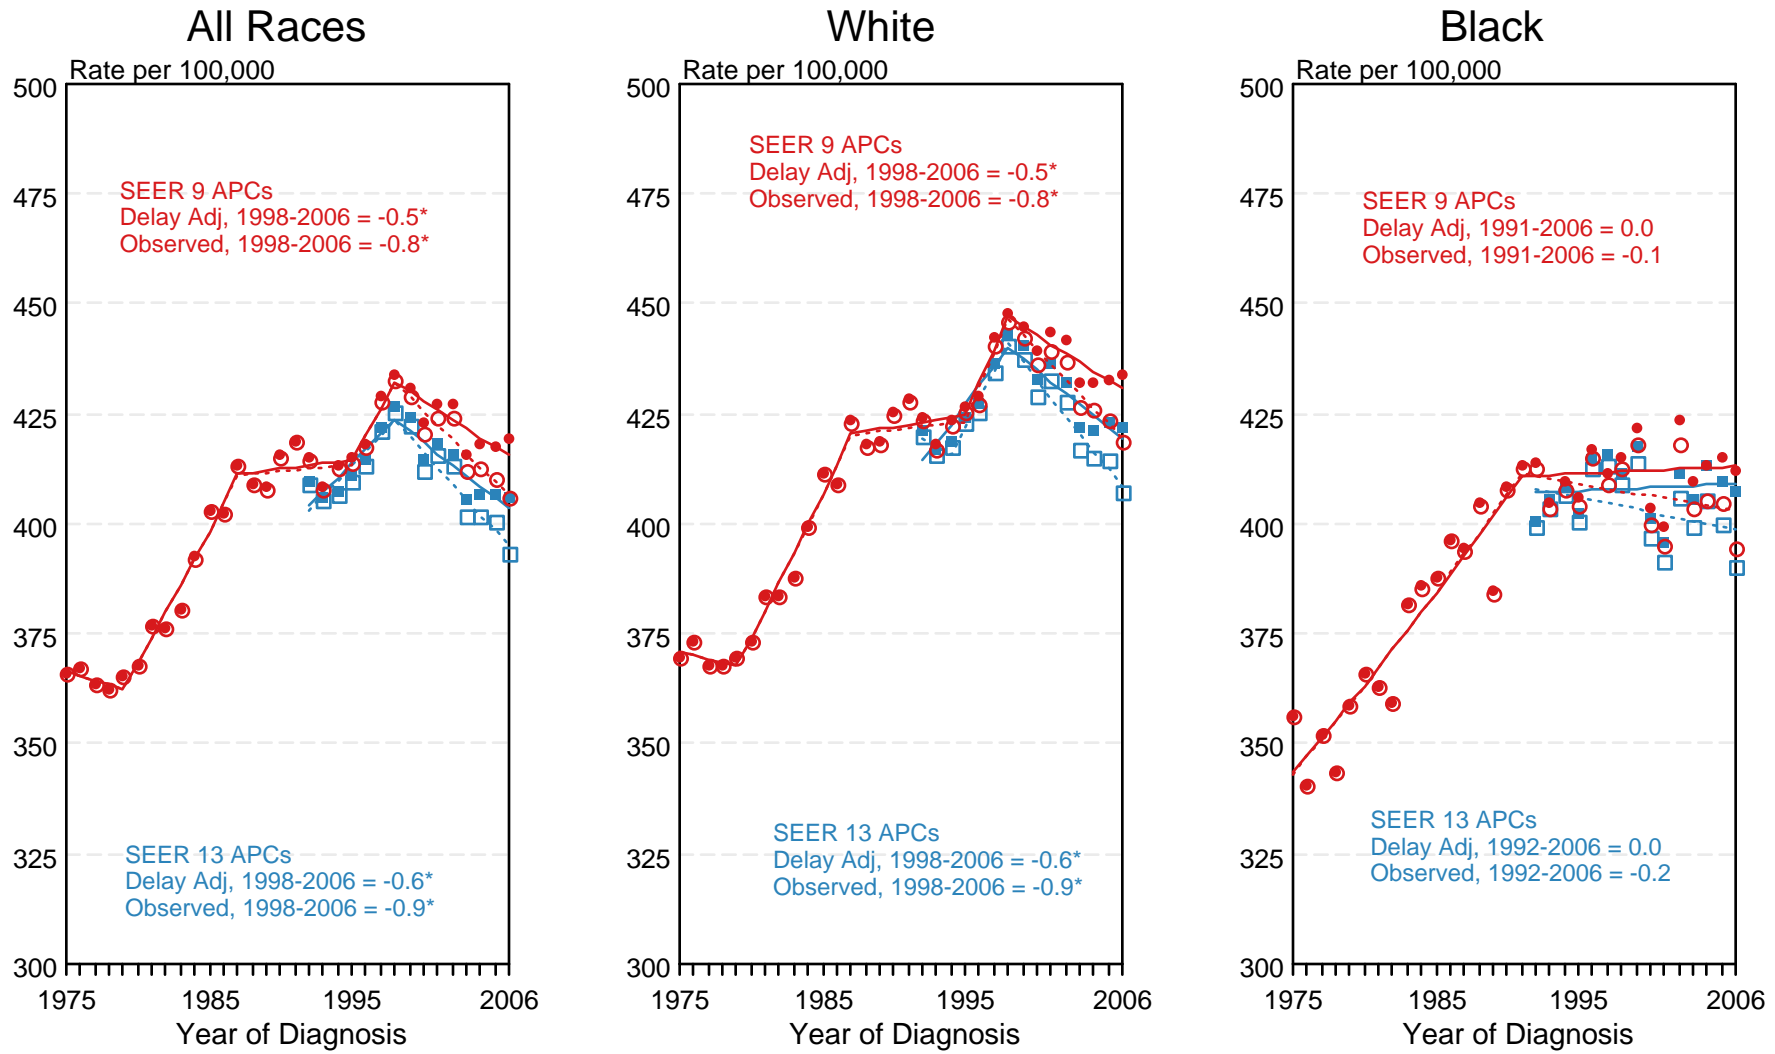 All Races
Rate per 100,000
500
475
450
425
400
375
350
325
300
SEER 9 APCs
Delay Adj, 1998-2006 = -0.5*
Observed, 1998-2006 = -0.8*
SEER 13 APCs
Delay Adj, 1998-2006 = -0.6*
Observed, 1998-2006 = -0.9*
1975 1985 1995 2006
Year of Diagnosis
White
Rate per 100,000
500
475
450
425
400
375
350
325
300
SEER 9 APCs
Delay Adj, 1998-2006 = -0.5*
Observed, 1998-2006 = -0.8*
SEER 13 APCs
Delay Adj, 1998-2006 = -0.6*
Observed, 1998-2006 = -0.9*
1975 1985 1995 2006
Year of Diagnosis
Black
Rate per 100,000
500
475
450
425
400
375
350
325
300
SEER 9 APCs
Delay Adj, 1991-2006 = 0.0
Observed, 1991-2006 = -0.1
SEER 13 APCs
Delay Adj, 1992-2006 = 0.0
Observed, 1992-2006 = -0.2
1975 1985 1995 2006
Year of Diagnosis